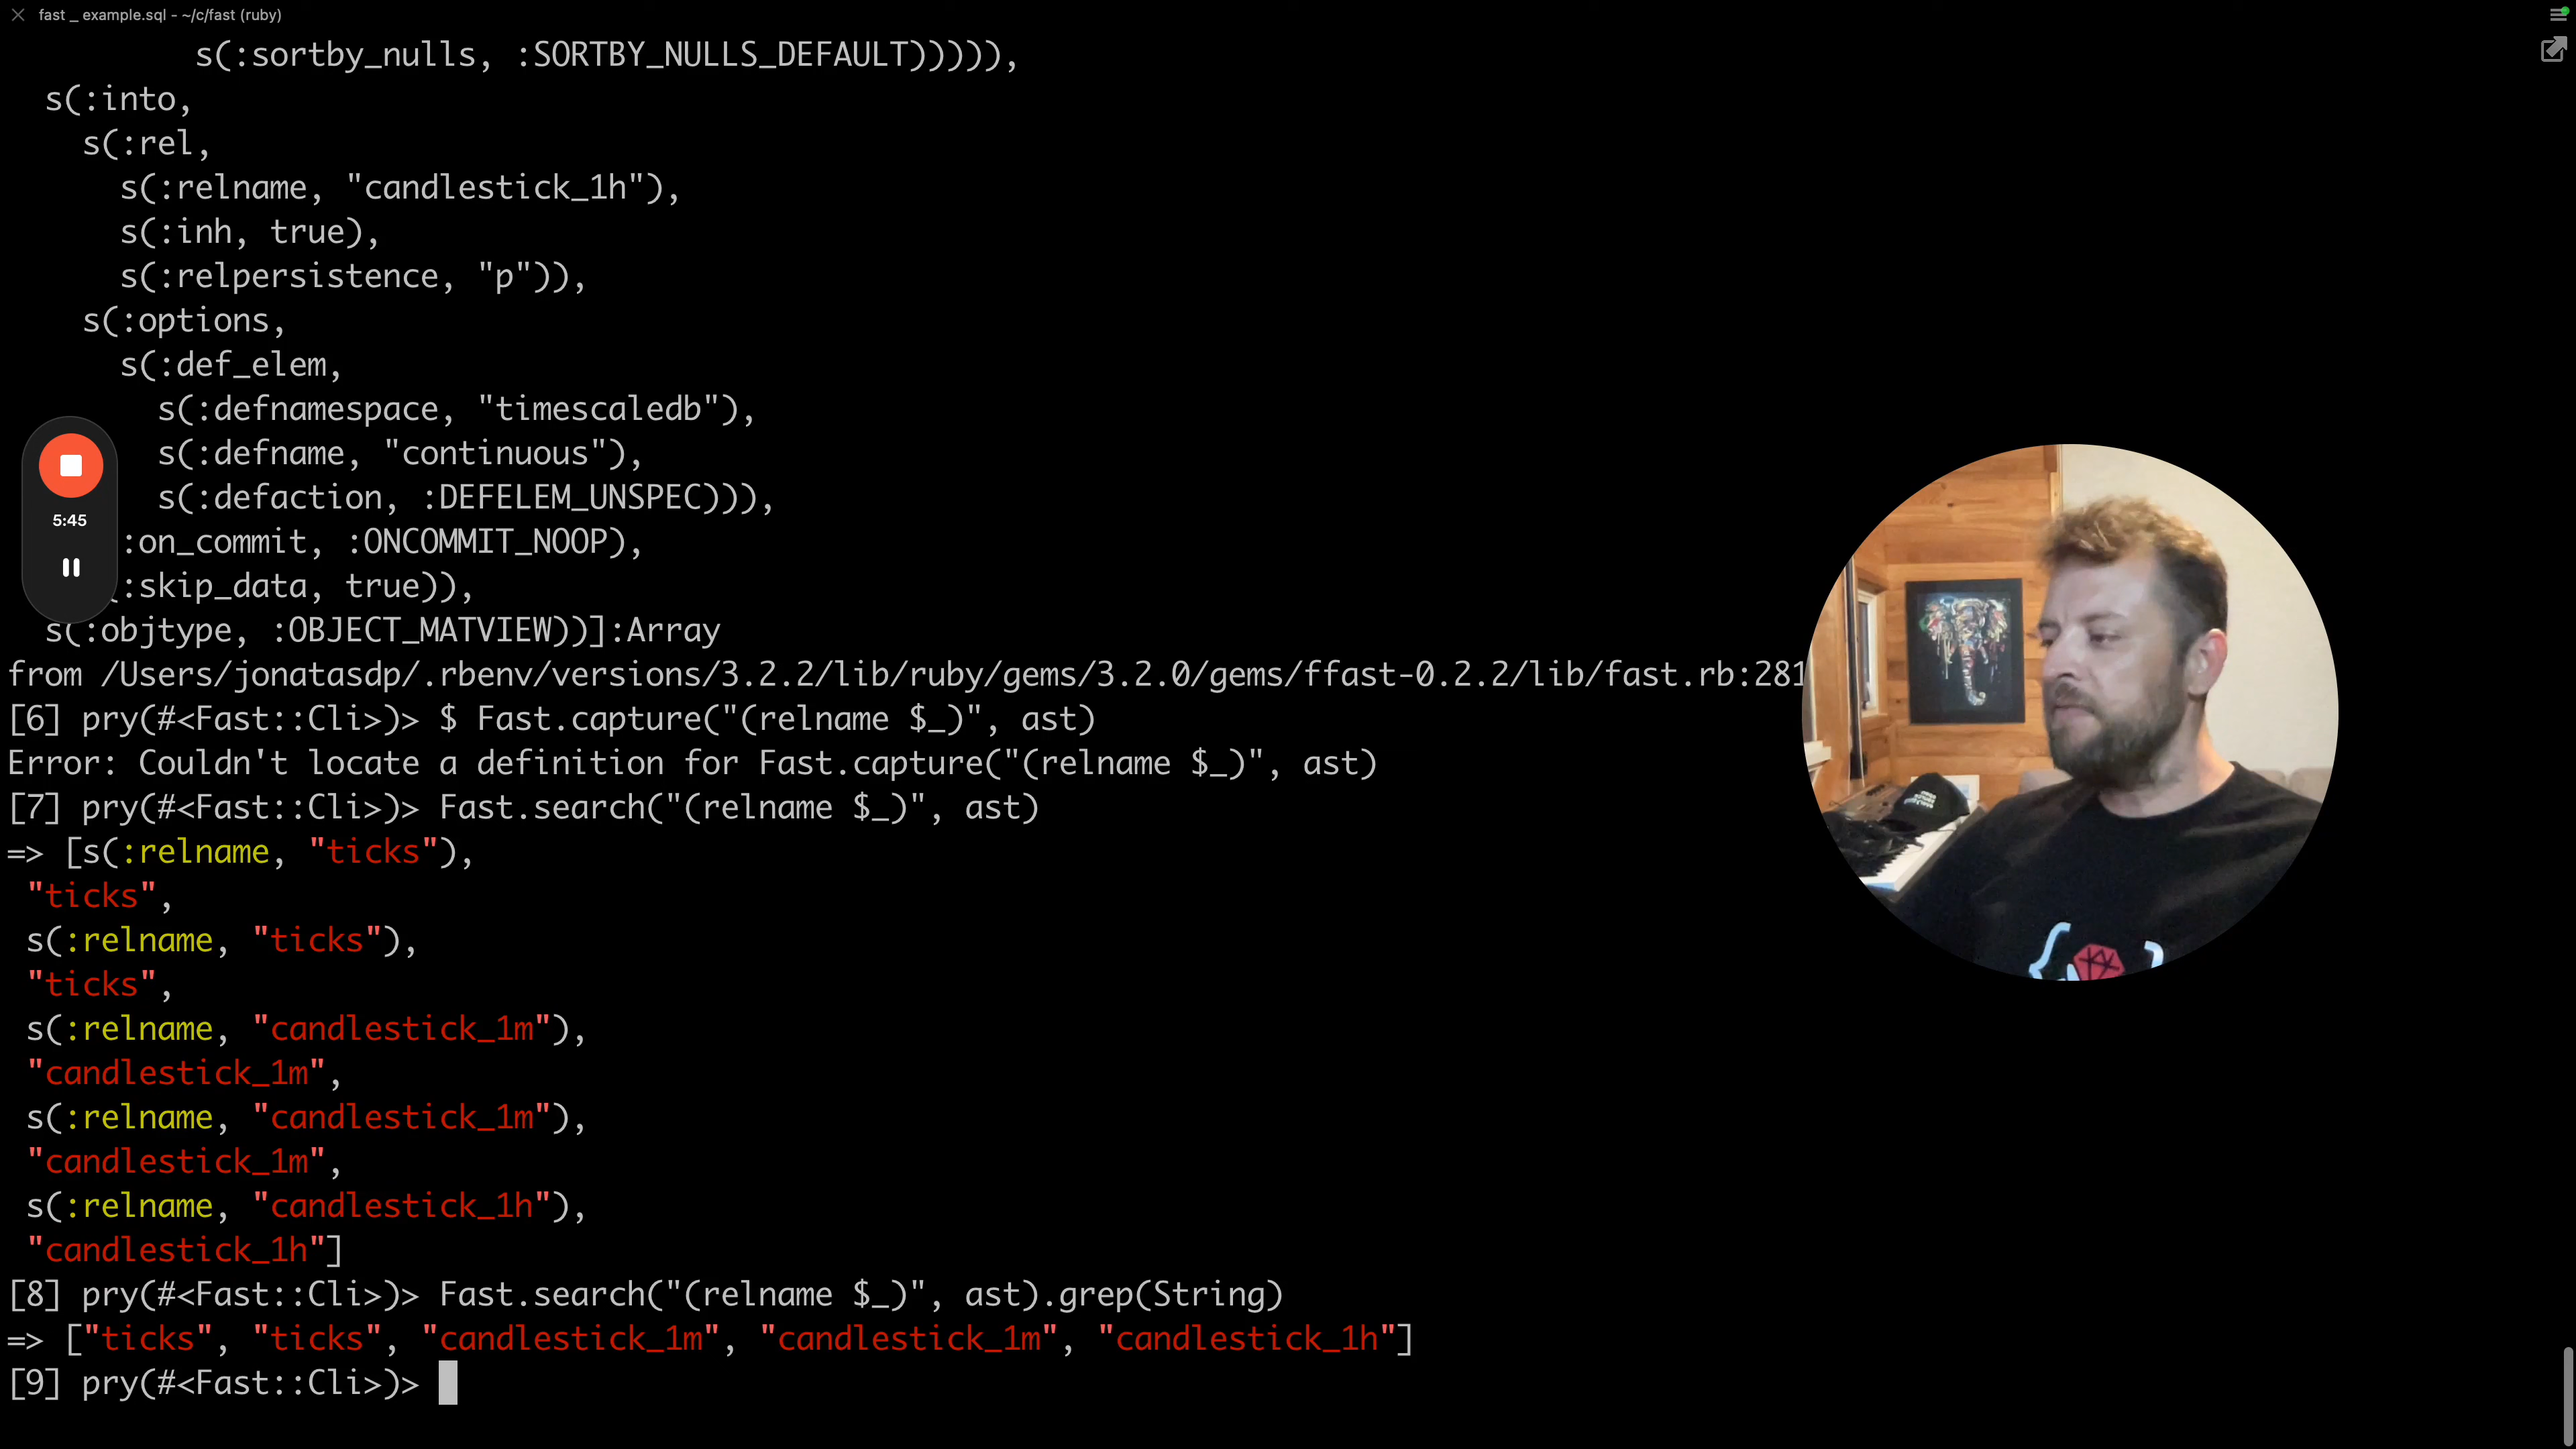 fast _ example.sql - ~/c/fast (ruby)
s(:sortby_nulls, :SORTBY_NULLS_DEFAULT))))),
s(:into,
s(:rel,
s(:relname, "candlestick_1h"),
s(:inh, true),
s(:relpersistence, "p")),
s(:options,
s(:def_elem,
s(:defnamespace, "timescaledb"),
s(:defname, "continuous"),
s(:defaction, :DEFELEM_UNSPEC))),
5:45
:on_commit, :ONCOMMIT_NOOP),
(:skip_data, true)),
s(:objtype, :OBJECT_MATVIEW))]:Array
from /Users/jonatasdp/.rbenv/versions/3.2.2/lib/ruby/gems/3.2.0/gems/ffast-0.2.2/lib/fast.rb:281
[6] pry(#<Fast::Cli>)> $ Fast.capture("(relname $_)", ast)
Error: Couldn't locate a definition for Fast.capture("(relname $_)", ast)
[7] pry(#<Fast::Cli>)> Fast.search("(relname $_)", ast)
=> [s(:relname, "ticks"),
"ticks",
s(:relname, "ticks"),
"ticks",
s(:relname, "candlestick_1m"),
"candlestick_1m",
s(:relname, "candlestick_1m"),
"candlestick_1m",
s(:relname, "candlestick_1h"),
"candlestick_1h"]
[8] pry(#<Fast::Cli>)> Fast.search("(relname $_)", ast).grep(String)
=> ["ticks", "ticks", "candlestick_1m", "candlestick_1m", "candlestick_1h"]
[9] pry(#<Fast::Cli>)>